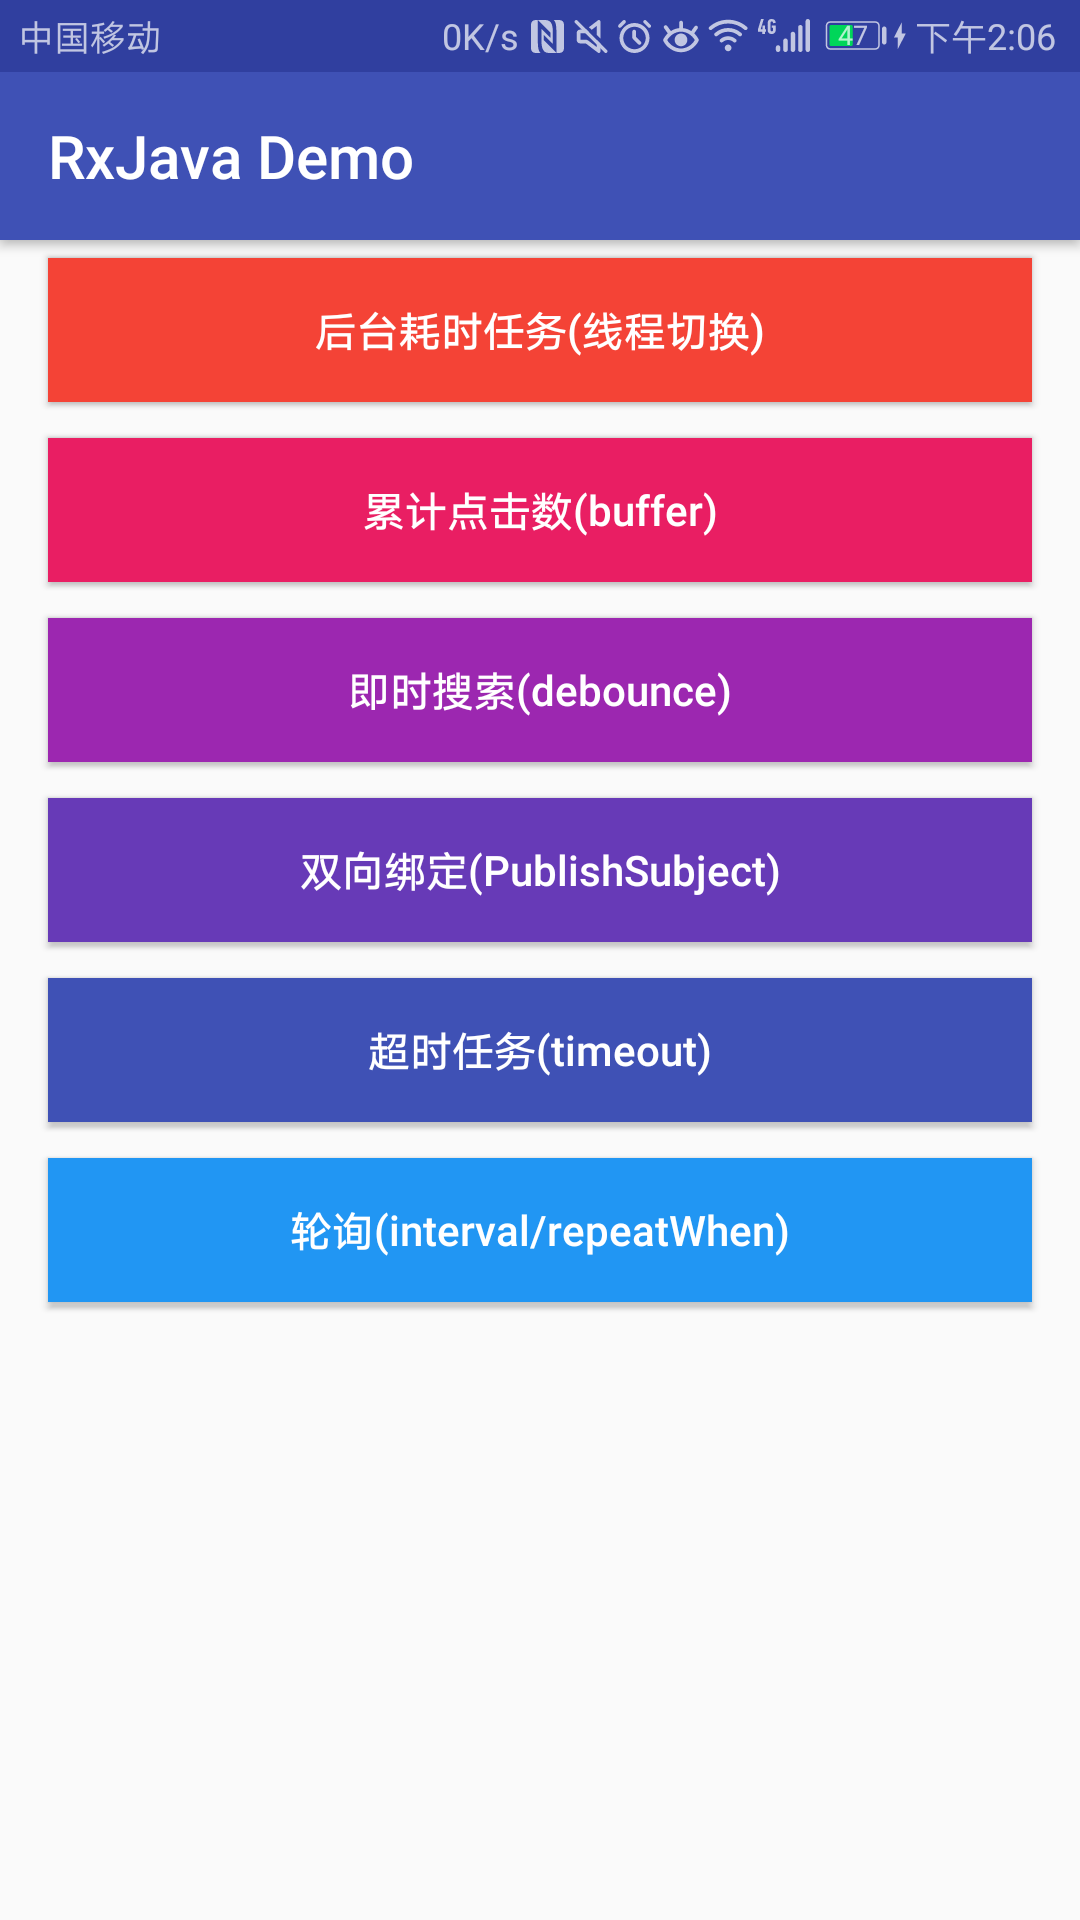 中国移动 0K/s 4G 47 下午2:06
RxJava Demo
后台耗时任务(线程切换)
累计点击数(buffer)
即时搜索(debounce)
双向绑定(PublishSubject)
超时任务(timeout)
轮询(interval/repeatWhen)